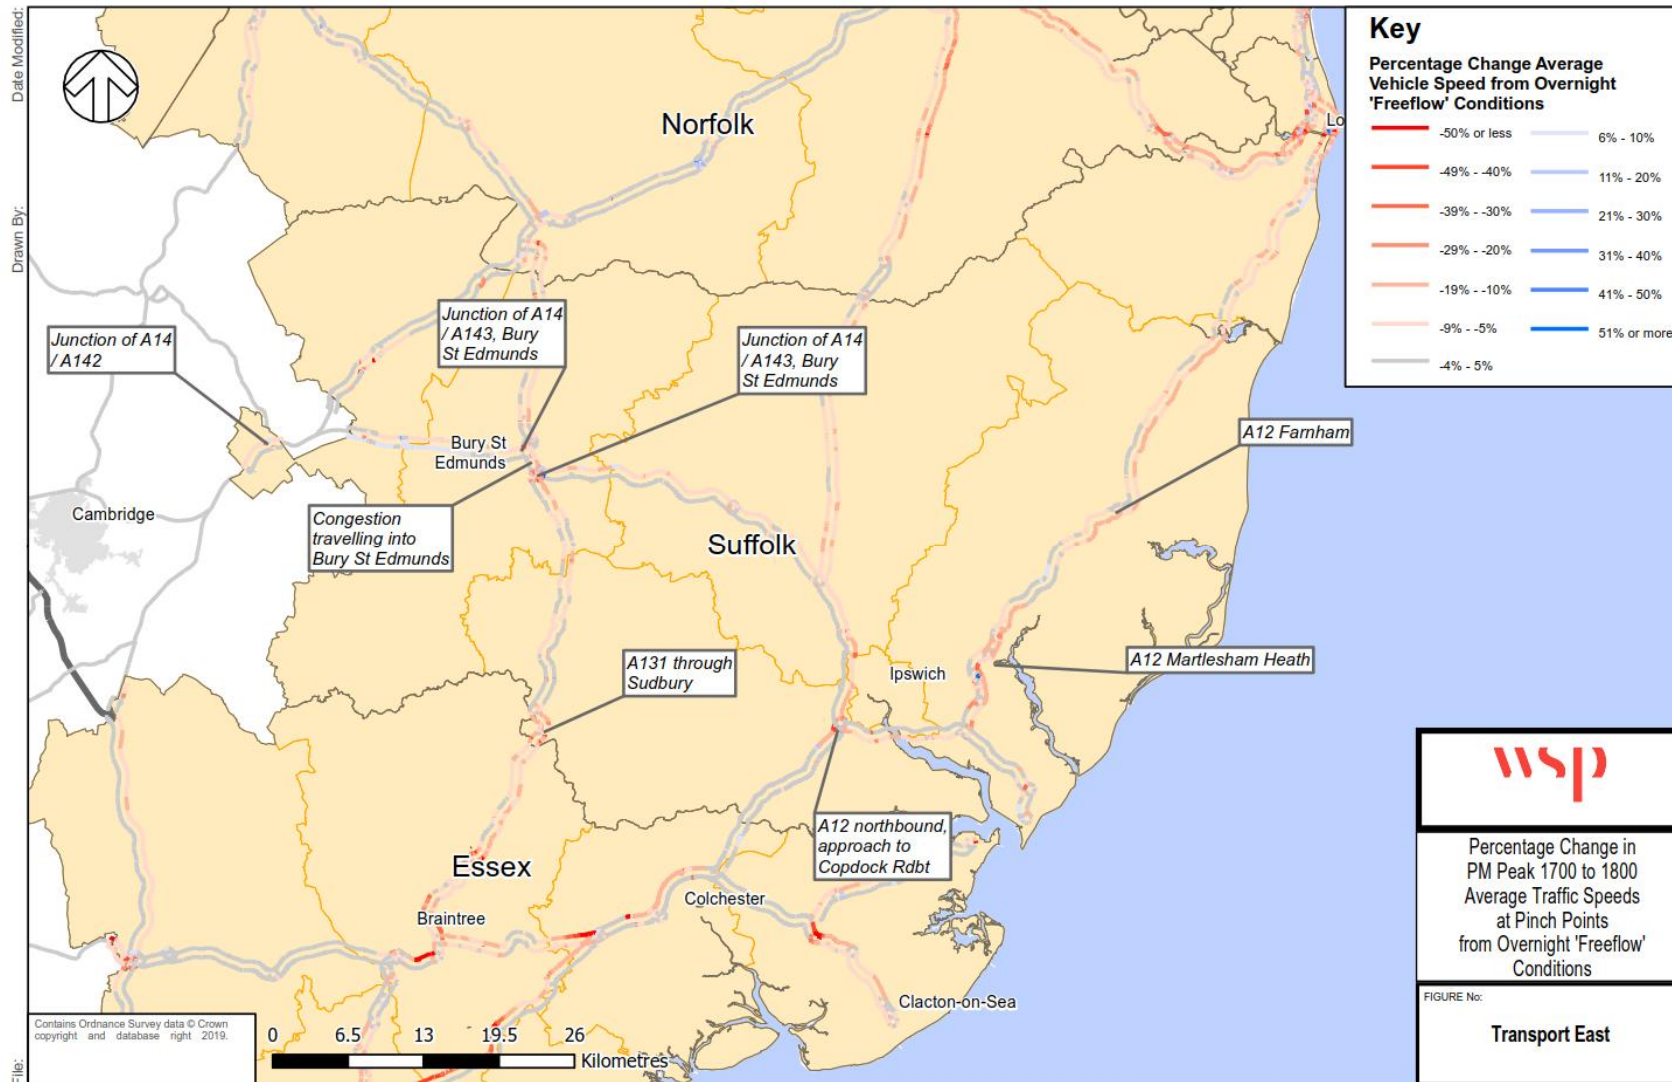 Date Modified:
Drawn By:
File:
Norfolk
Lo
Junction of A14
/ A142
Junction of A14
/ A143, Bury
St Edmunds
Junction of A14
/ A143, Bury
St Edmunds
A12 Farnham
Bury St
Edmunds
Cambridge
Congestion
travelling into
Bury St Edmunds
Suffolk
A131 through
Sudbury
Ipswich
A12 Martlesham Heath
A12 northbound,
approach to
Copdock Rdbt
Essex
Braintree
Colchester
Clacton-on-Sea
Contains Ordnance Survey data © Crown
copyright and database right 2019.
0 6.5 13 19.5 26
Kilometres
Key
Percentage Change Average
Vehicle Speed from Overnight
'Freeflow' Conditions
-50% or less
-49% - -40%
-39% - -30%
-29% - -20%
-19% - -10%
-9% - -5%
-4% - 5%
6% - 10%
11% - 20%
21% - 30%
31% - 40%
41% - 50%
51% or more
wsp
Percentage Change in
PM Peak 1700 to 1800
Average Traffic Speeds
at Pinch Points
from Overnight 'Freeflow'
Conditions
FIGURE No:
Transport East